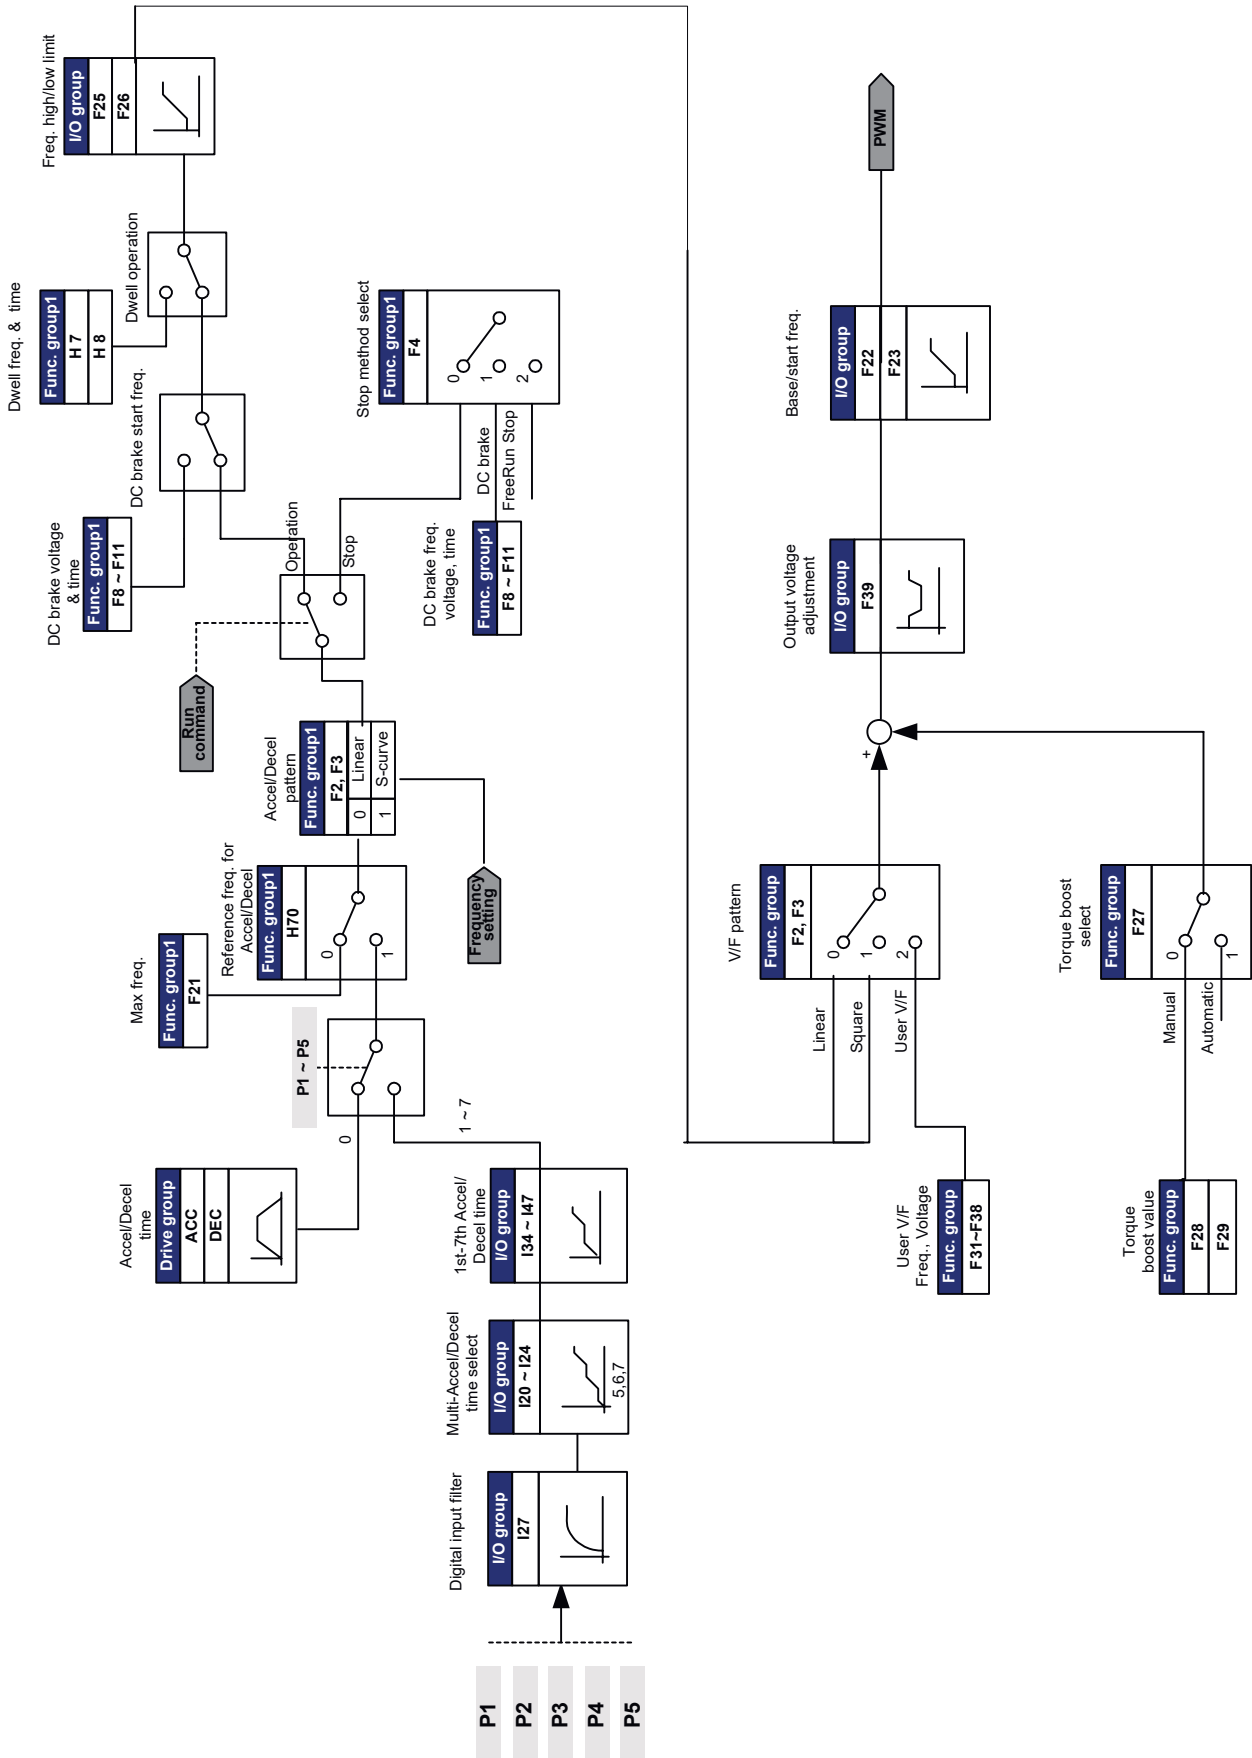 P1
P2
P3
P4
P5
Digital input filter
I/O group
I27
Multi-Accel/Decel
time select
I/O group
I20 ~ I24
5,6,7
1st-7th Accel/
Decel time
I/O group
I34 ~ I47
Accel/Decel
time
Drive group
ACC
DEC
0
1 ~ 7
P1 ~ P5
Max freq.
Func. group1
F21
Reference freq. for
Accel/Decel
Func. group1
H70
0
1
Accel/Decel
pattern
Func. group1
F2, F3
0
Linear
1
S-curve
Frequency
setting
Run
command
Operation
Stop
DC brake voltage
& time
Func. group1
F8 ~ F11
DC brake start freq.
DC brake freq.
voltage, time
Func. group1
F8 ~ F11
DC brake
FreeRun Stop
Stop method select
Func. group1
F4
0
1
2
Dwell freq. & time
Func. group1
H 7
H 8
Dwell operation
Freq. high/low limit
I/O group
F25
F26
User V/F
Freq., Voltage
Func. group
F31~F38
Linear
Square
User V/F
V/F pattern
Func. group
F2, F3
0
1
2
Torque
boost value
Func. group
F28
F29
Manual
Automatic
Torque boost
select
Func. group
F27
0
1
+
Output voltage
adjustment
I/O group
F39
Base/start freq.
I/O group
F22
F23
PWM